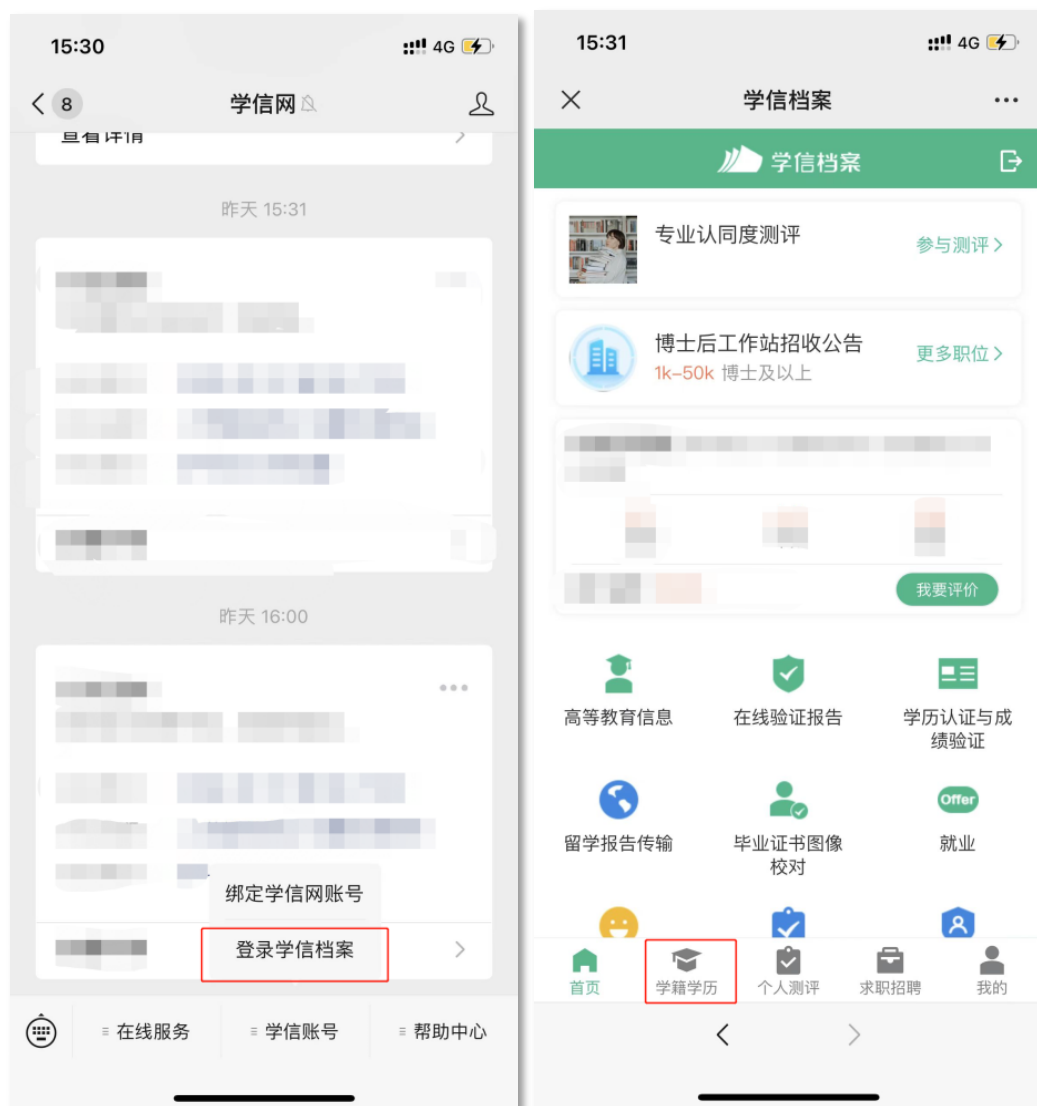 15:30
4G
8
学信网
查看详情
昨天 15:31
昨天 16:00
绑定学信网账号
登录学信档案
在线服务
学信账号
帮助中心
15:31
4G
学信档案
学信档案
专业认同度测评
参与测评
博士后工作站招收公告
更多职位
1k-50k 博士及以上
我要评价
高等教育信息
在线验证报告
学历认证与成
绩验证
Offer
留学报告传输
毕业证书图像
校对
就业
首页
学籍学历
个人测评
求职招聘
我的